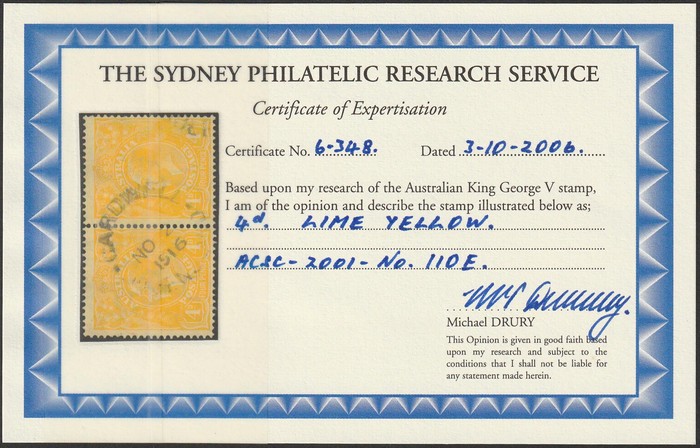 THE SYDNEY PHILATELIC RESEARCH SERVICE
Certificate of Expertisation
Certificate No. 6-348. Dated 3-10-2006.
Based upon my research of the Australian King George V stamp,
I am of the opinion and describe the stamp illustrated below as;
4d. LIME YELLOW.
ACSC-2001-No. 110E.
Michael DRURY
This Opinion is given in good faith based
upon my research and subject to the
conditions that I shall not be liable for
any statement made herein.
CARDWELL
NO
1516